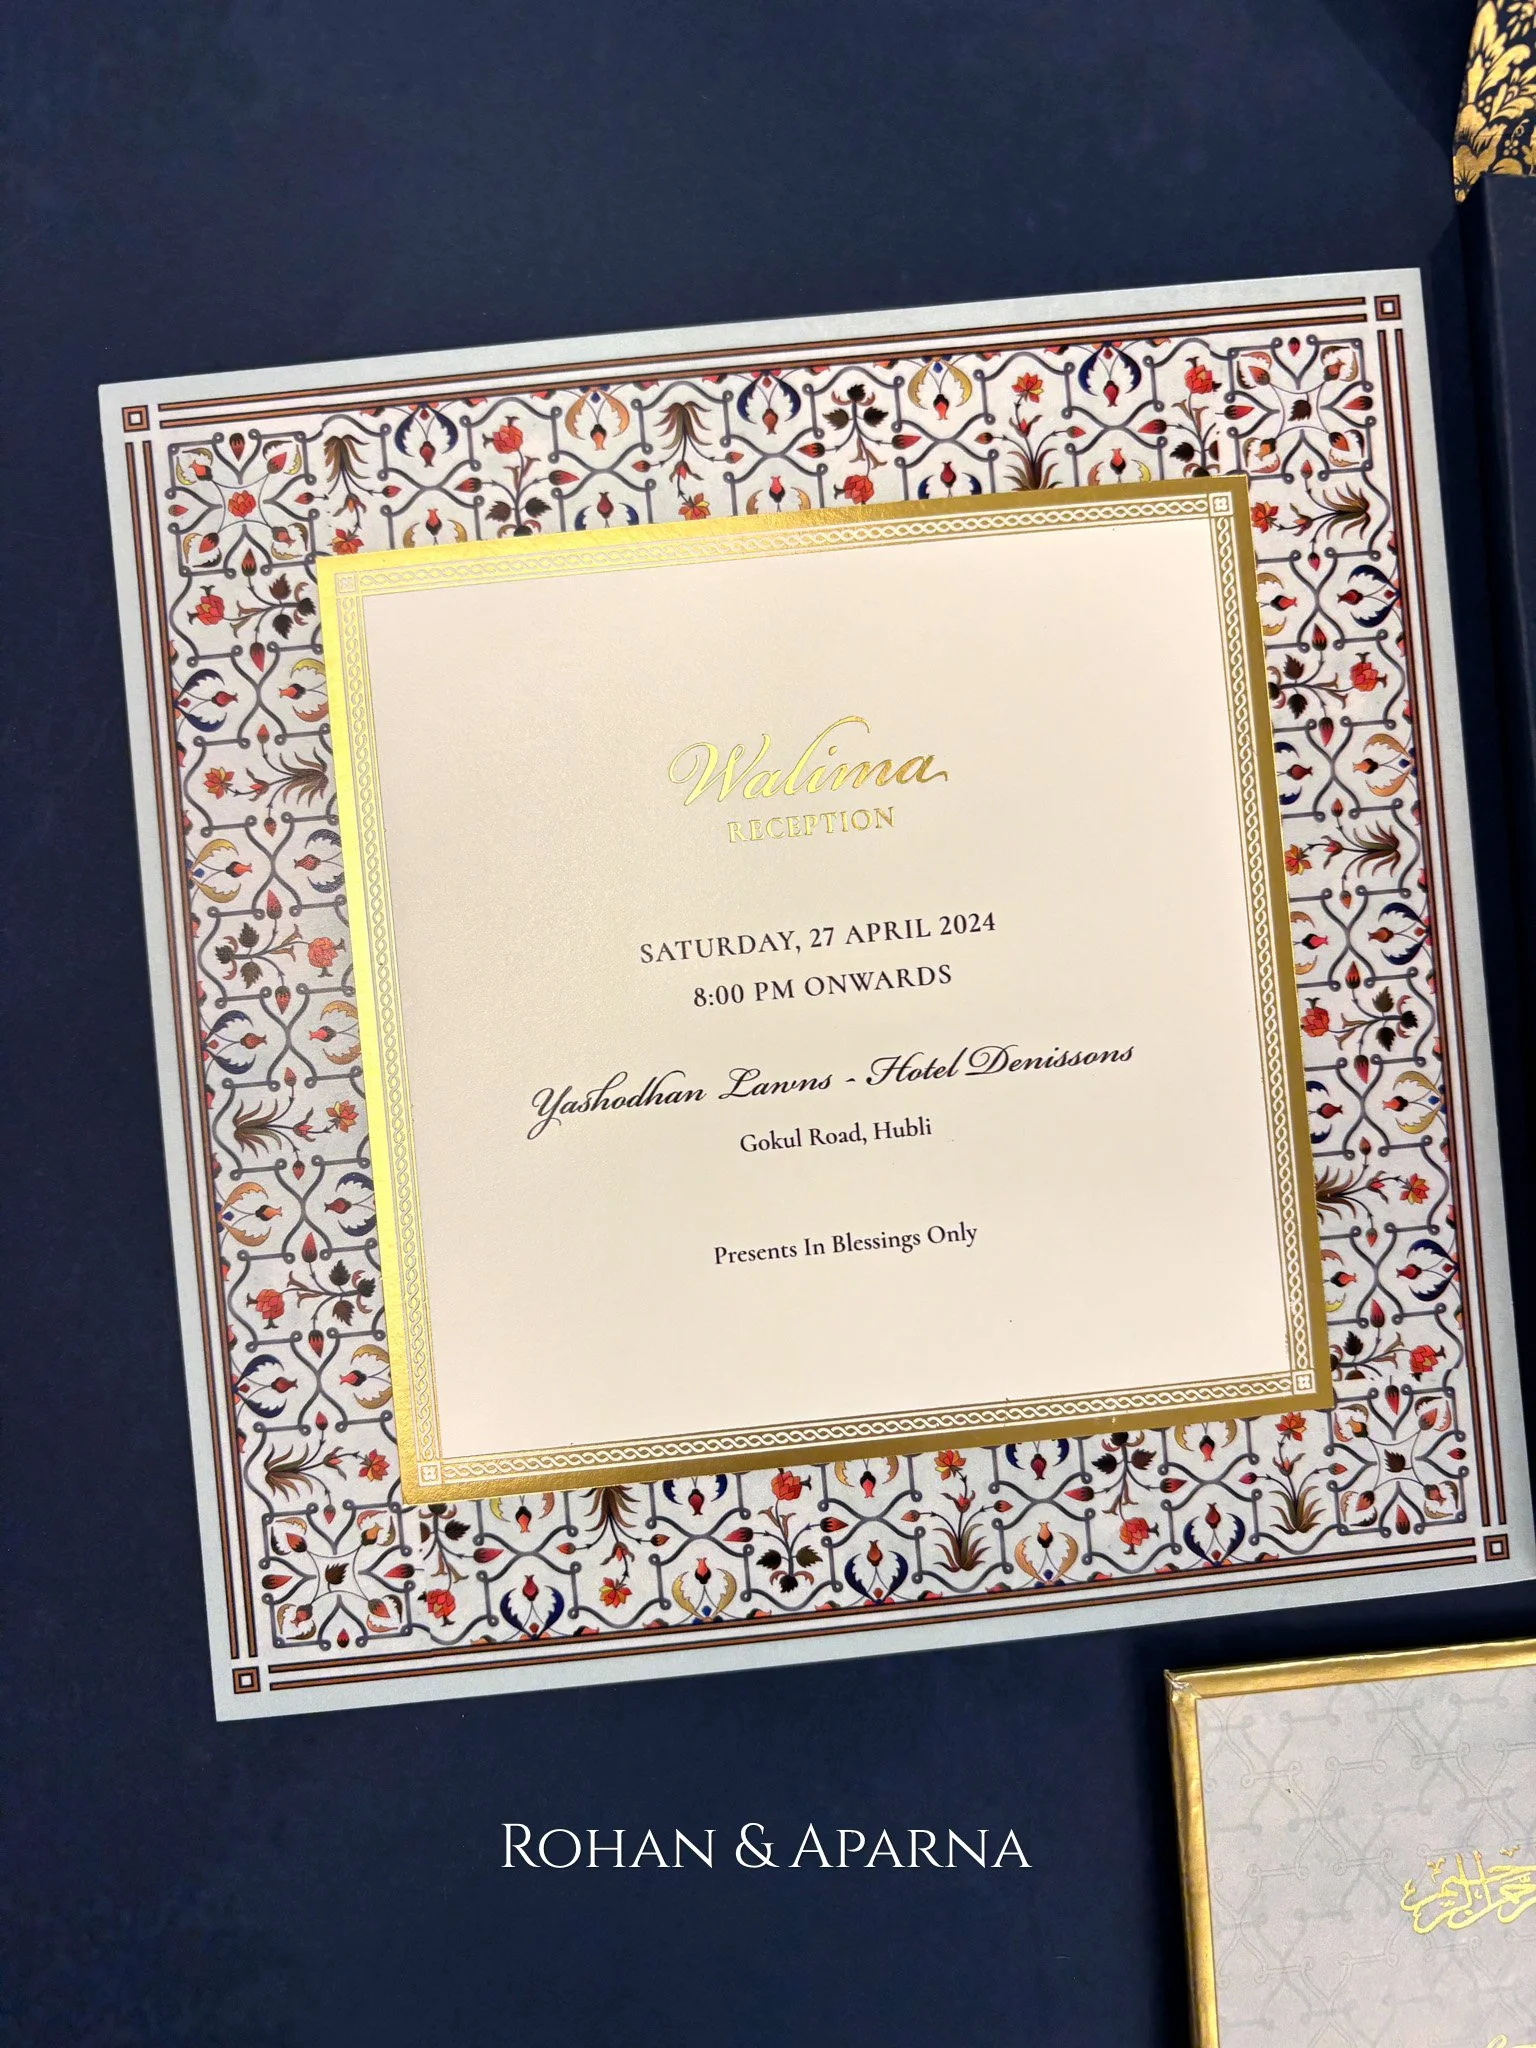 Walima
RECEPTION
SATURDAY, 27 APRIL 2024
8:00 PM ONWARDS
Yashodhan Lawns - Hotel Denissons
Gokul Road, Hubli
Presents In Blessings Only
ROHAN & APARNA